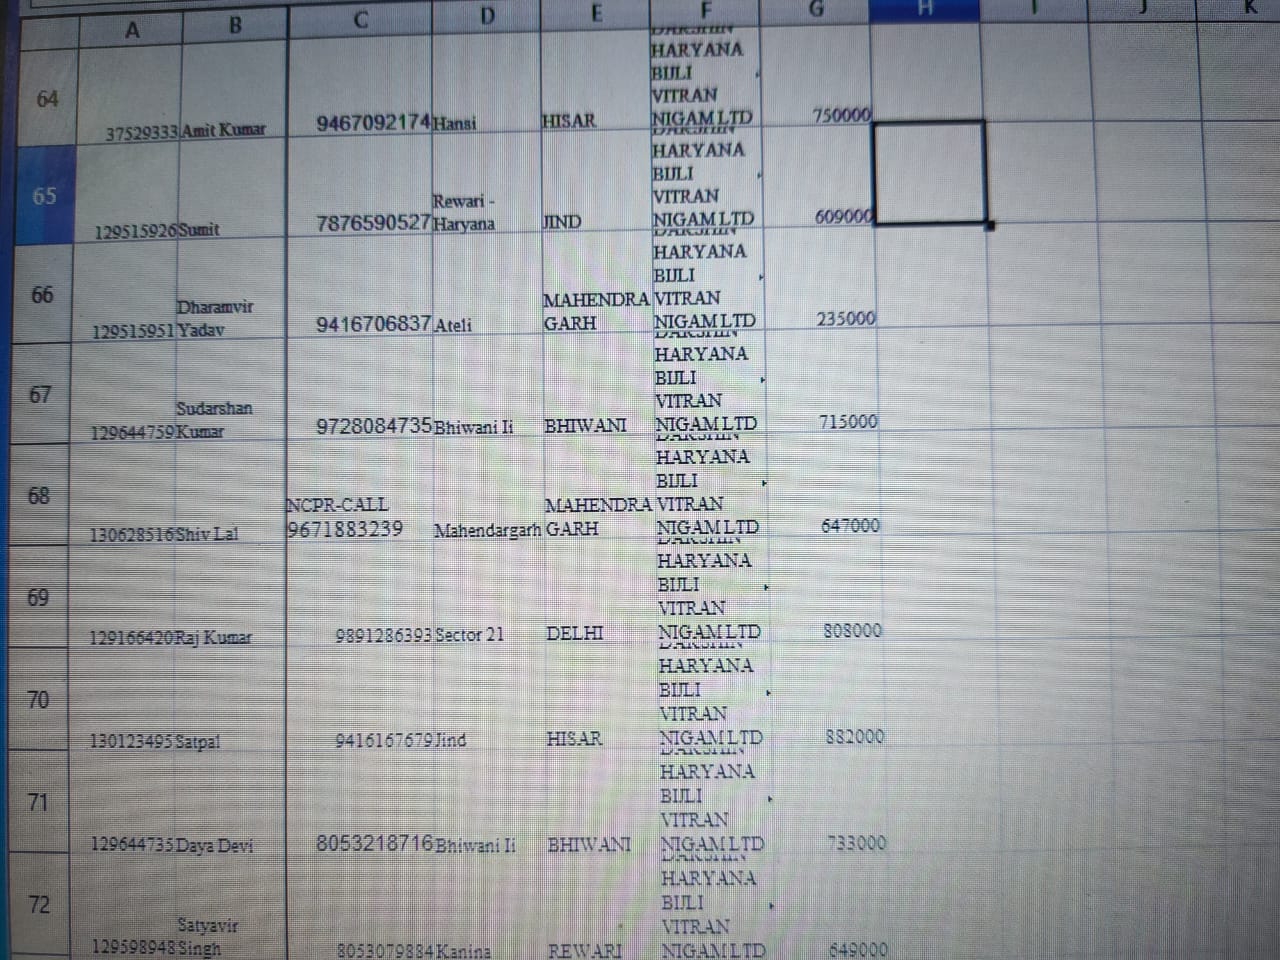 A B C D E F G H I J K
DAKSHIN
HARYANA
BIJLI
VITRAN
64 37529333 Amit Kumar 9467092174 Hansi HISAR NIGAM LTD 750000
DAKSHIN
HARYANA
BIJLI
Rewari - VITRAN
65 129515926 Sumit 7876590527 Haryana JIND NIGAM LTD 609000
DAKSHIN
HARYANA
BIJLI
Dharamvir MAHENDRA VITRAN
66 129515951 Yadav 9416706837 Ateli GARH NIGAM LTD 235000
DAKSHIN
HARYANA
BIJLI
Sudarshan VITRAN
67 129644759 Kumar 9728084735 Bhiwani Ii BHIWANI NIGAM LTD 715000
DAKSHIN
HARYANA
BIJLI
NCPR-CALL MAHENDRA VITRAN
68 130628516 Shiv Lal 9671883239 Mahendargarh GARH NIGAM LTD 647000
DAKSHIN
HARYANA
BIJLI
VITRAN
69 129166420 Raj Kumar 9891286393 Sector 21 DELHI NIGAM LTD 808000
DAKSHIN
HARYANA
BIJLI
VITRAN
70 130123495 Satpal 9416167679 Jind HISAR NIGAM LTD 882000
DAKSHIN
HARYANA
BIJLI
VITRAN
71 129644735 Daya Devi 8053218716 Bhiwani Ii BHIWANI NIGAM LTD 733000
DAKSHIN
HARYANA
BIJLI
Satyavir VITRAN
72 129598948 Singh 8053079884 Kanina REWARI NIGAM LTD 649000